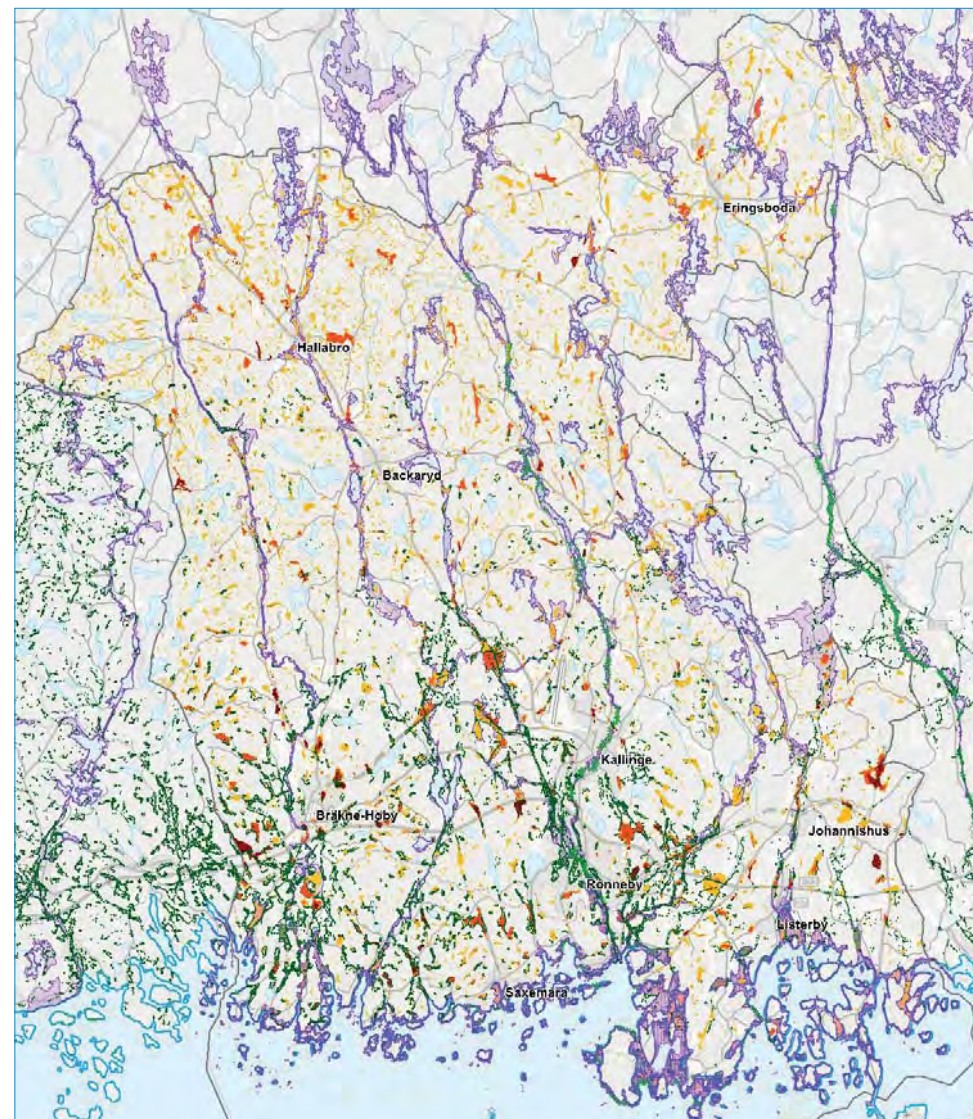 Eringsboda
Hallabro
Backaryd
Kallinge
Bräkne-Hoby
Johannishus
Ronneby
Listerby
Saxemara